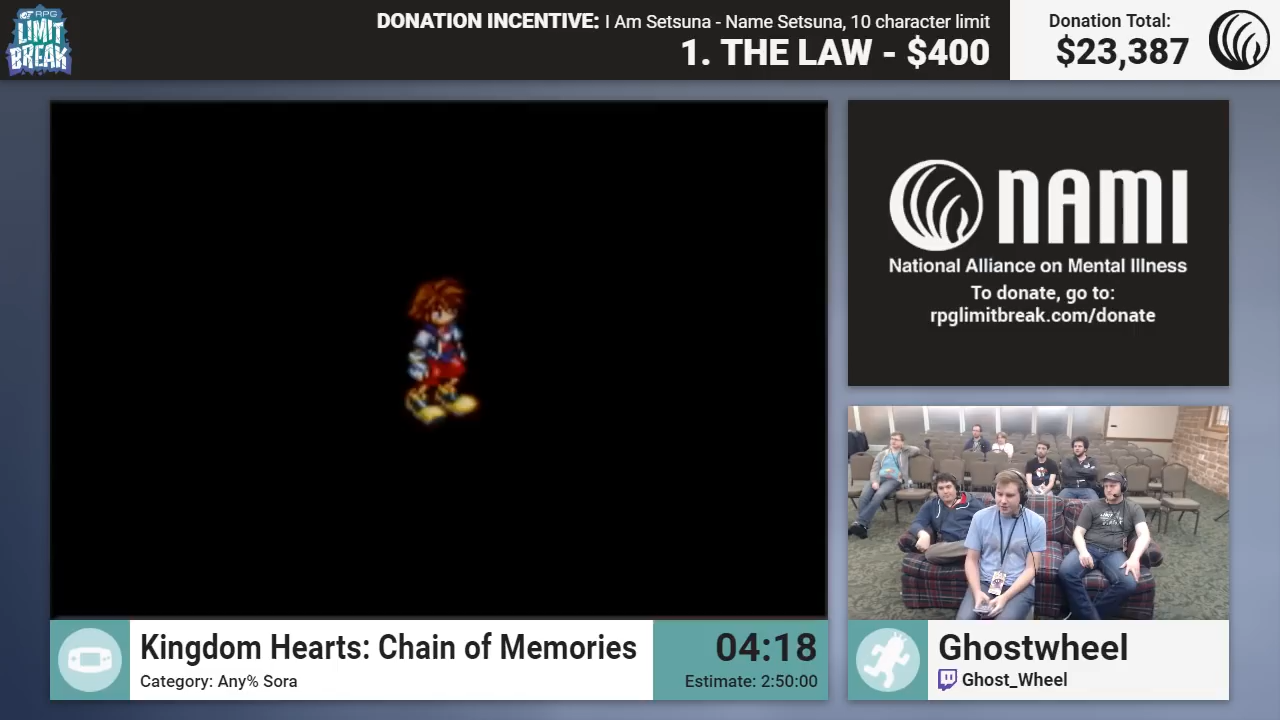 RPG
LIMIT
BREAK
DONATION INCENTIVE: I Am Setsuna - Name Setsuna, 10 character limit
1. THE LAW - $400
Donation Total:
$23,387
NAMI
National Alliance on Mental Illness
To donate, go to:
rpglimitbreak.com/donate
Kingdom Hearts: Chain of Memories
Category: Any% Sora
04:18
Estimate: 2:50:00
Ghostwheel
Ghost_Wheel